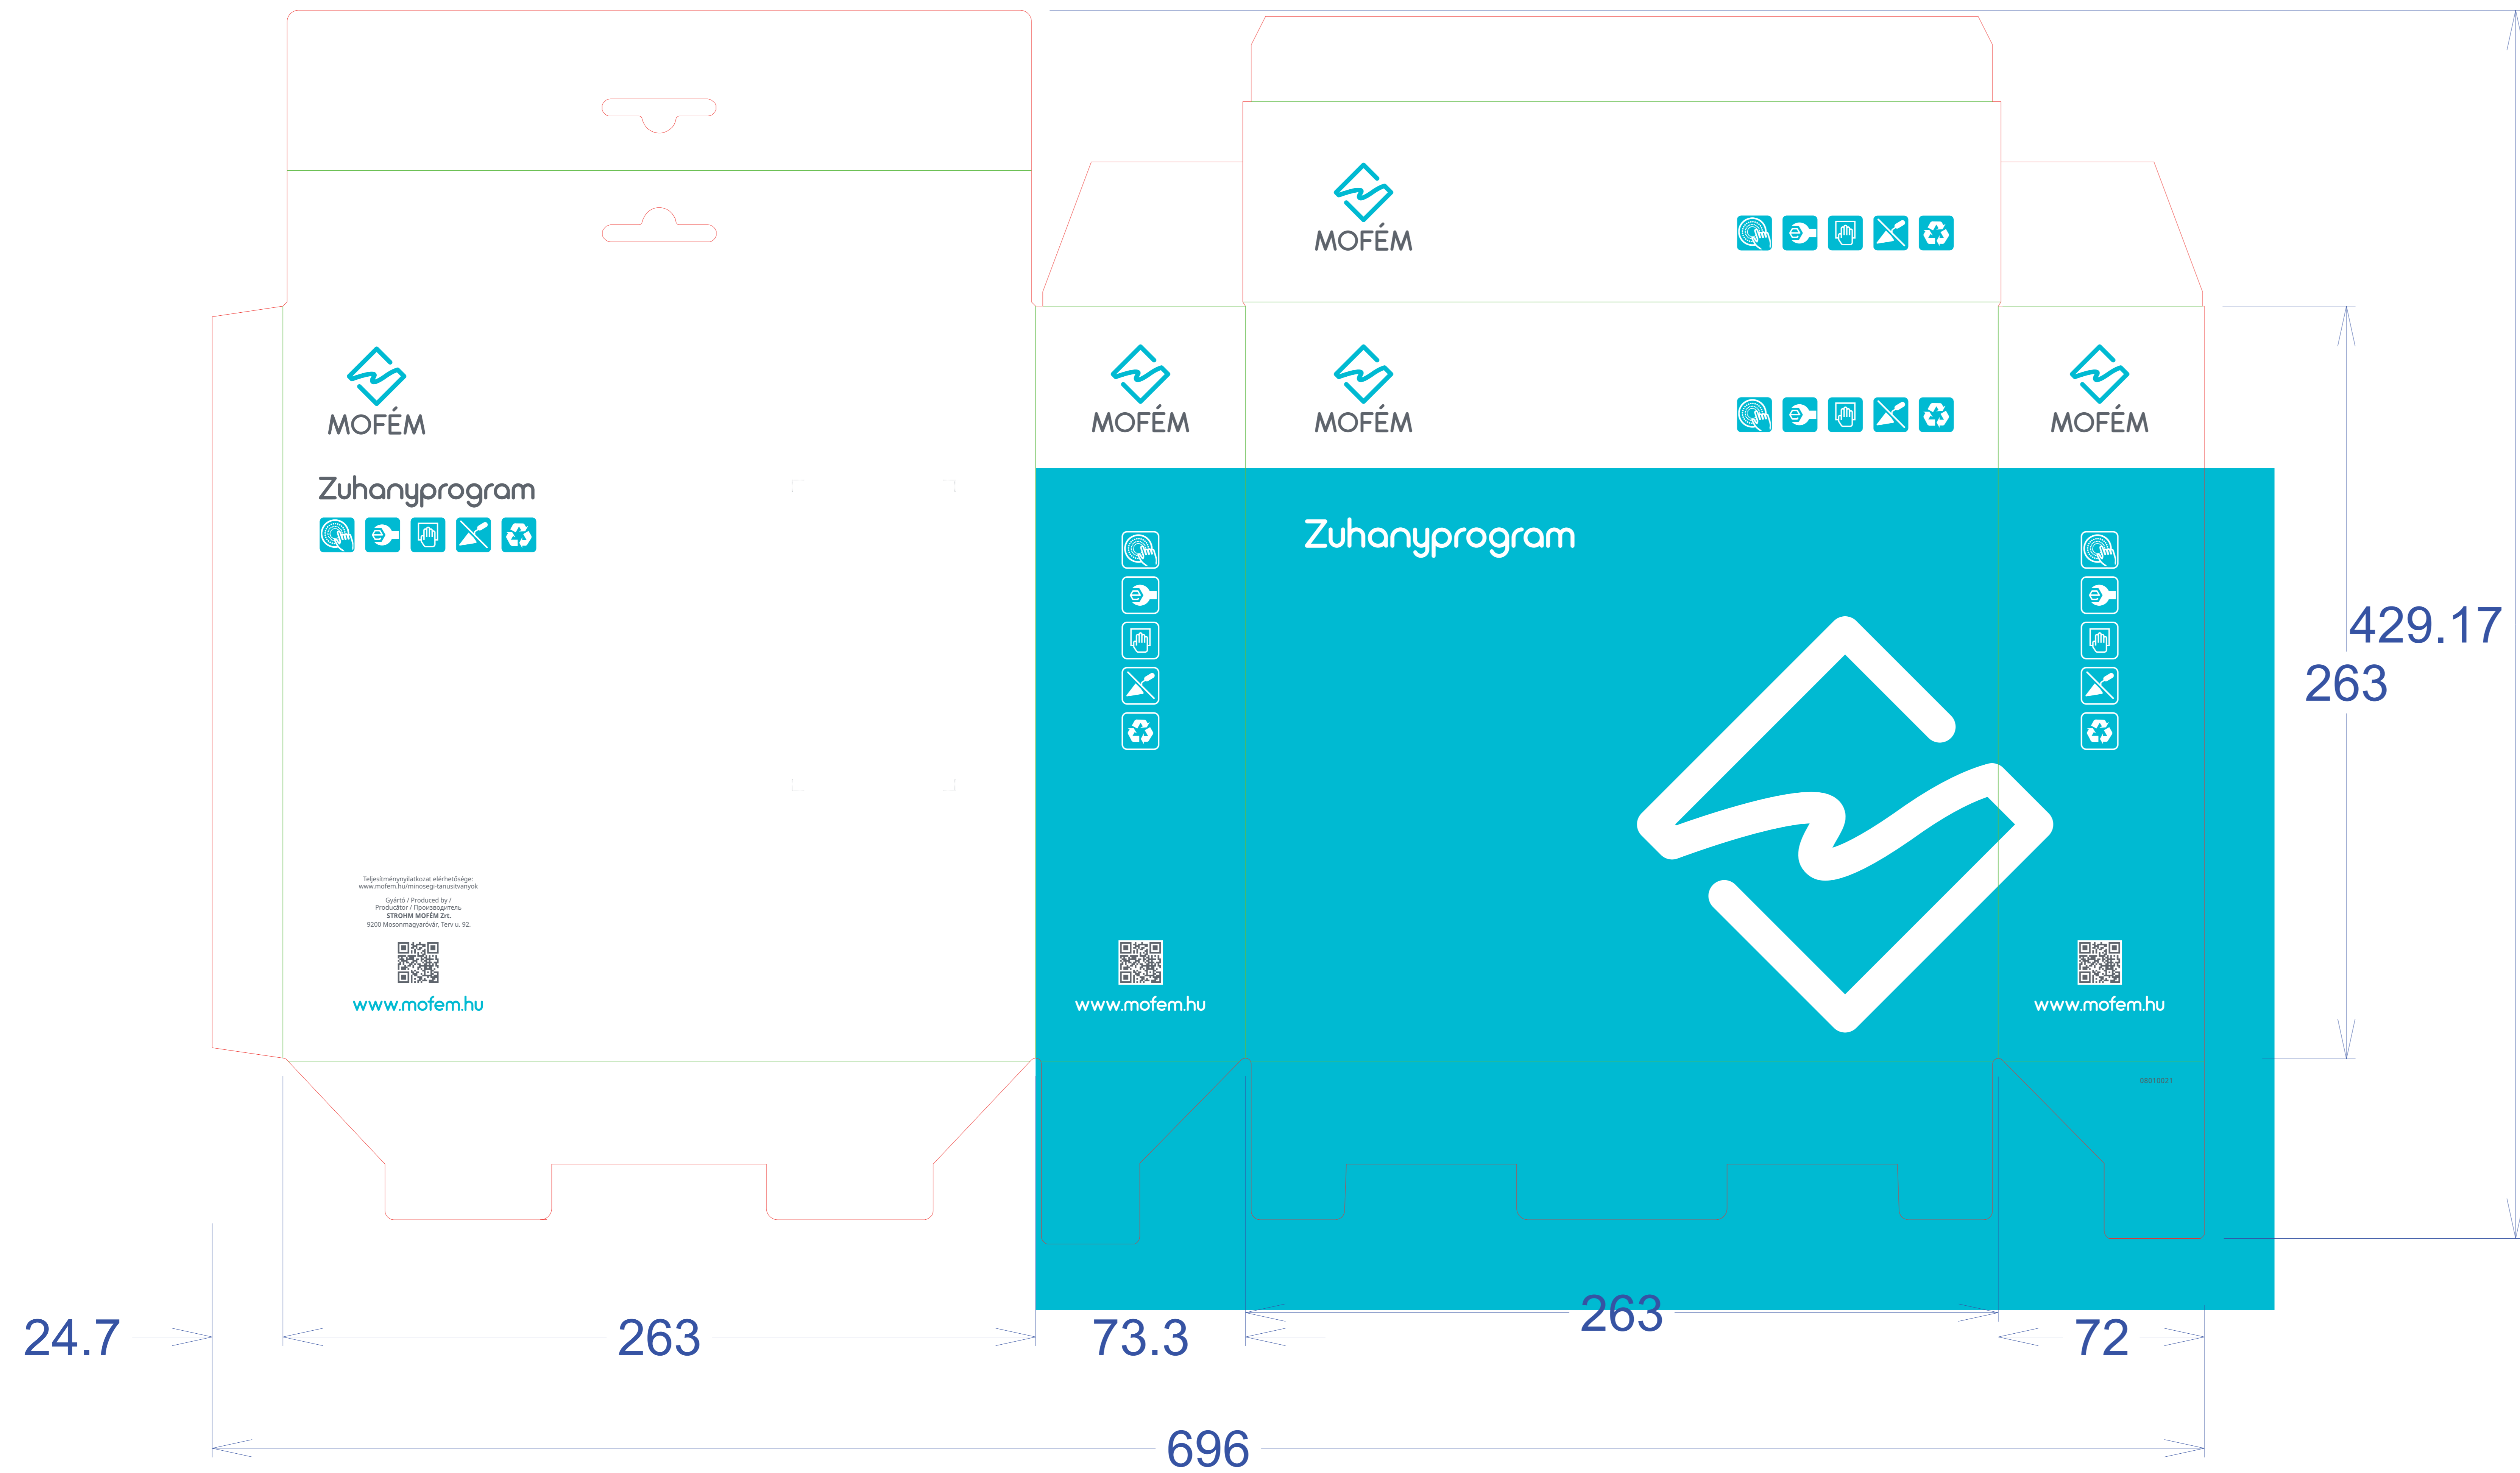 MOFÉM
MOFÉM
MOFÉM
MOFÉM
MOFÉM
Zuhanyprogram
Zuhanyprogram
Teljesítménynyilatkozat elérhetősége:
www.mofem.hu/minosegi-tanusitvanyok
Gyártó / Produced by /
Producător / Производитель
STROHM MOFÉM Zrt.
9200 Mosonmagyaróvár, Terv u. 92.
www.mofem.hu
www.mofem.hu
www.mofem.hu
08510021
429.17
263
24.7
263
73.3
263
72
696